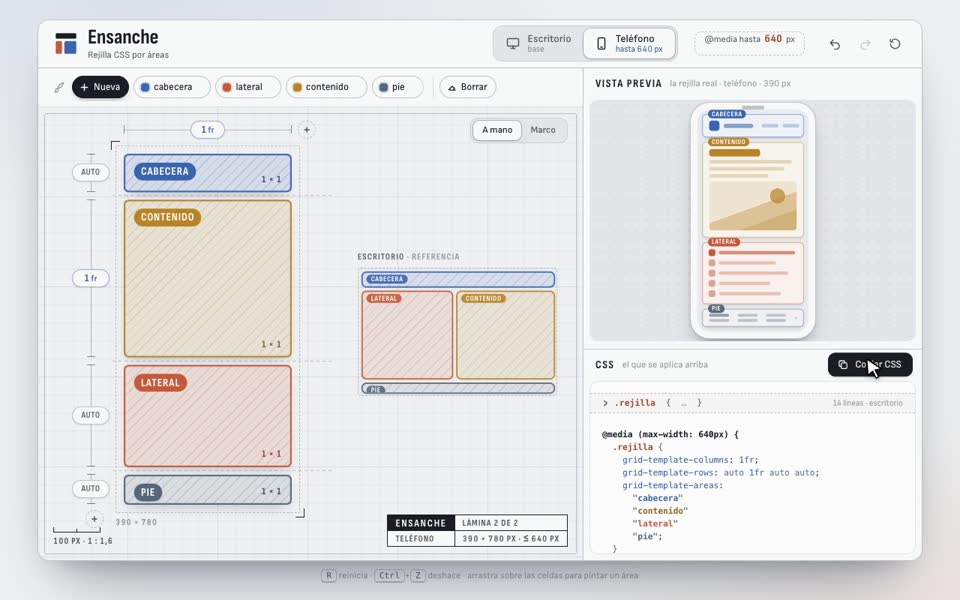 Ensanche
Rejilla CSS por áreas
Escritorio
base
Teléfono
hasta 640 px
@media hasta 640 px
+ Nueva
cabecera
lateral
contenido
pie
Borrar
1 fr
+
A mano
Marco
AUTO
CABECERA
1 × 1
CONTENIDO
1 fr
1 × 1
AUTO
LATERAL
1 × 1
AUTO
PIE
1 × 1
+
390 × 780
100 PX · 1 : 1,6
ESCRITORIO · REFERENCIA
CABECERA
LATERAL
CONTENIDO
PIE
ENSANCHE
LÁMINA 2 DE 2
TELÉFONO
390 × 780 PX · ≤ 640 PX
VISTA PREVIA
la rejilla real · teléfono · 390 px
CABECERA
CONTENIDO
LATERAL
PIE
CSS
el que se aplica arriba
CSS
.rejilla { … }
14 líneas · escritorio
@media (max-width: 640px) {
.rejilla {
grid-template-columns: 1fr;
grid-template-rows: auto 1fr auto auto;
grid-template-areas:
"cabecera"
"contenido"
"lateral"
"pie";
}
R reinicia · Ctrl+Z deshace · arrastra sobre las celdas para pintar un área